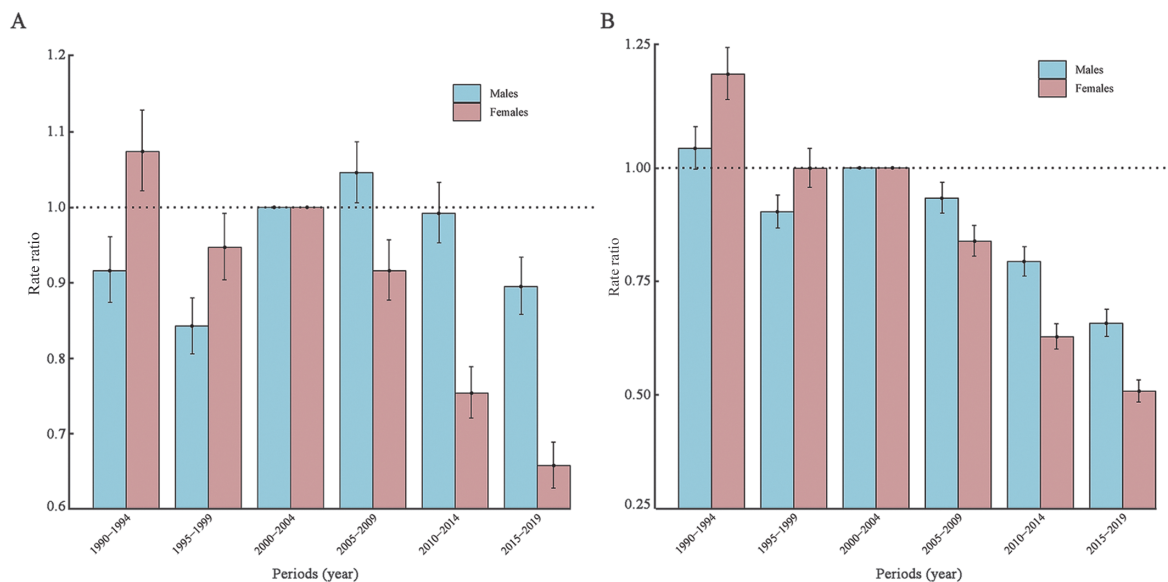 A
1.2
1.1
1.0
0.9
0.8
0.7
0.6
Rate ratio
Males
Females
1990–1994
1995–1999
2000–2004
2005–2009
2010–2014
2015–2019
Periods (year)
B
1.25
1.00
0.75
0.50
0.25
Rate ratio
Males
Females
1990–1994
1995–1999
2000–2004
2005–2009
2010–2014
2015–2019
Periods (year)